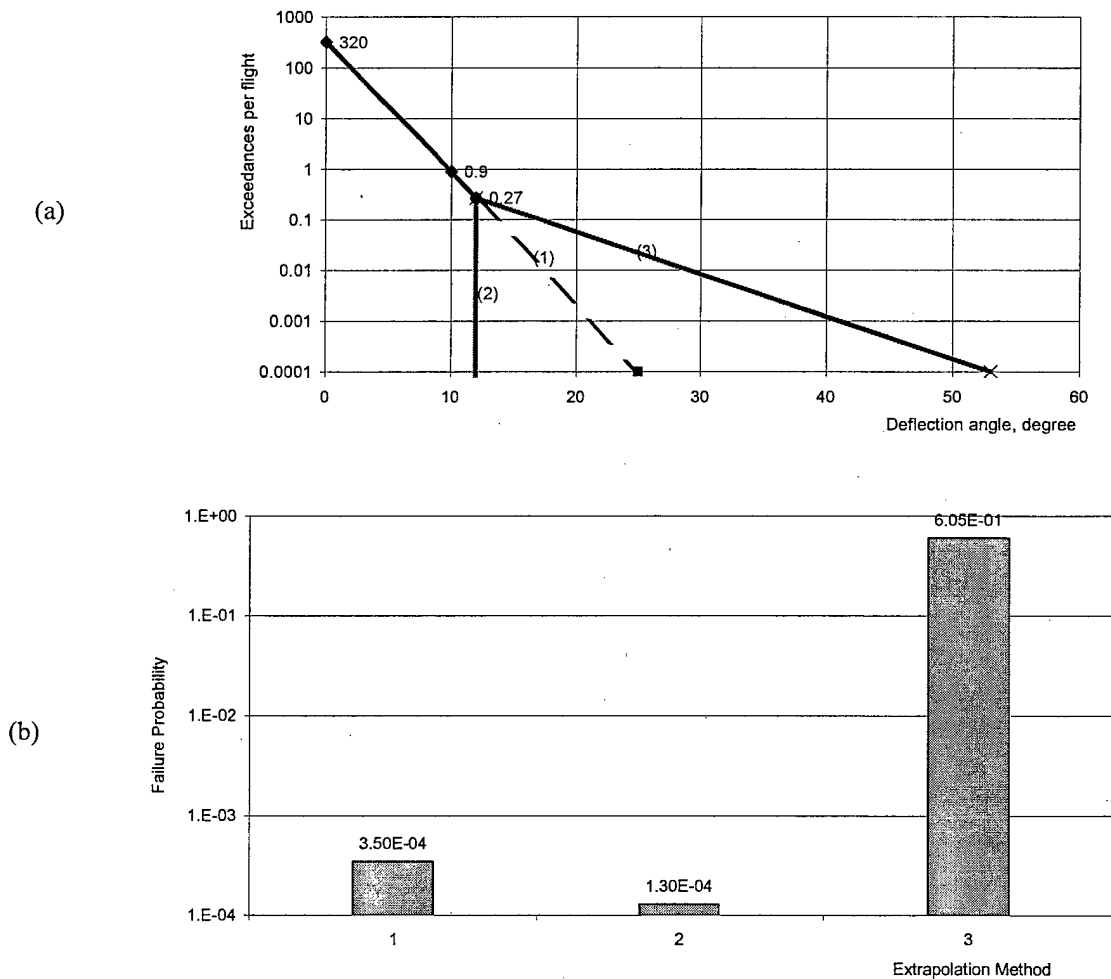 (a)
Exceedances per flight
1000
100
10
1
0.1
0.01
0.001
0.0001
320
0.9
0.27
(1)
(2)
(3)
0 10 20 30 40 50 60
Deflection angle, degree
(b)
Failure Probability
1.E+00
1.E-01
1.E-02
1.E-03
1.E-04
3.50E-04
1.30E-04
6.05E-01
1 2 3
Extrapolation Method